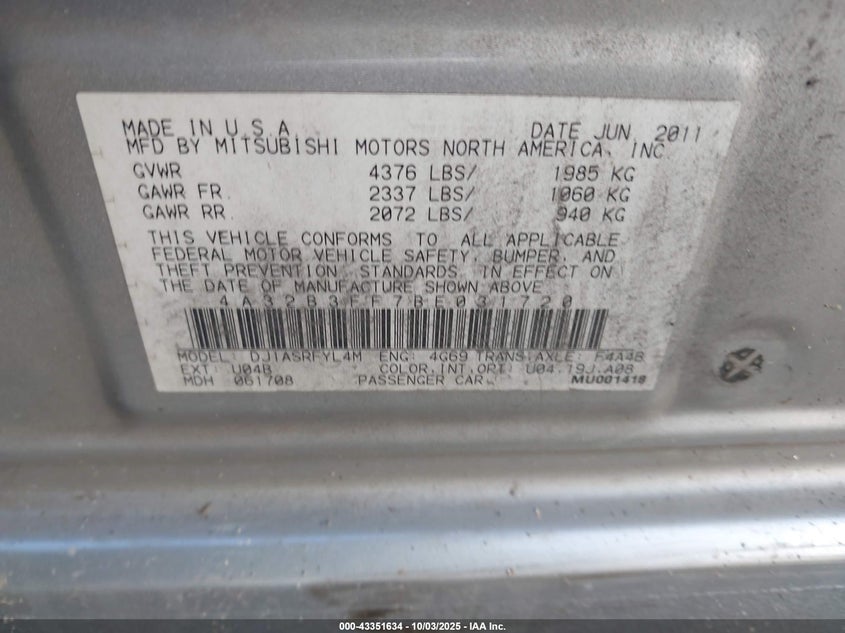 MADE IN U.S.A. DATE JUN, 2011
MFD BY MITSUBISHI MOTORS NORTH AMERICA, INC
GVWR 4376 LBS/ 1985 KG
GAWR FR. 2337 LBS/ 1060 KG
GAWR RR. 2072 LBS/ 940 KG
THIS VEHICLE CONFORMS TO ALL APPLICABLE
FEDERAL MOTOR VEHICLE SAFETY, BUMPER, AND
THEFT PREVENTION STANDARDS IN EFFECT ON
THE DATE OF MANUFACTURE SHOWN ABOVE
4A32B3FF7BE031720
MODEL: DJ1ASRFYL4M ENG: 4G69 TRANS AXLE: F4A4B
EXT: U04B COLOR,INT,OPT: U04,19J,A08
MDH 061708 PASSENGER CAR MU001418
000-43351634 - 10/03/2025 - IAA Inc.